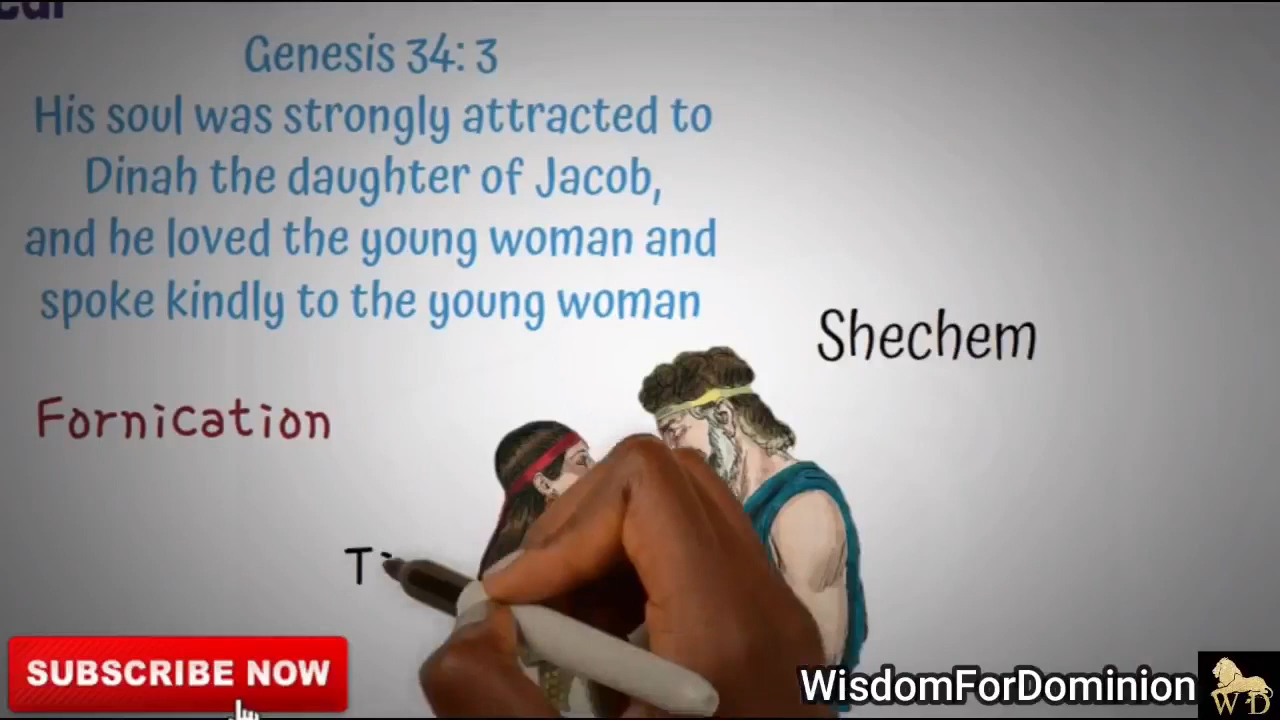 Genesis 34: 3
His soul was strongly attracted to
Dinah the daughter of Jacob,
and he loved the young woman and
spoke kindly to the young woman
Shechem
Fornication
T
SUBSCRIBE NOW
WisdomForDominion
WD